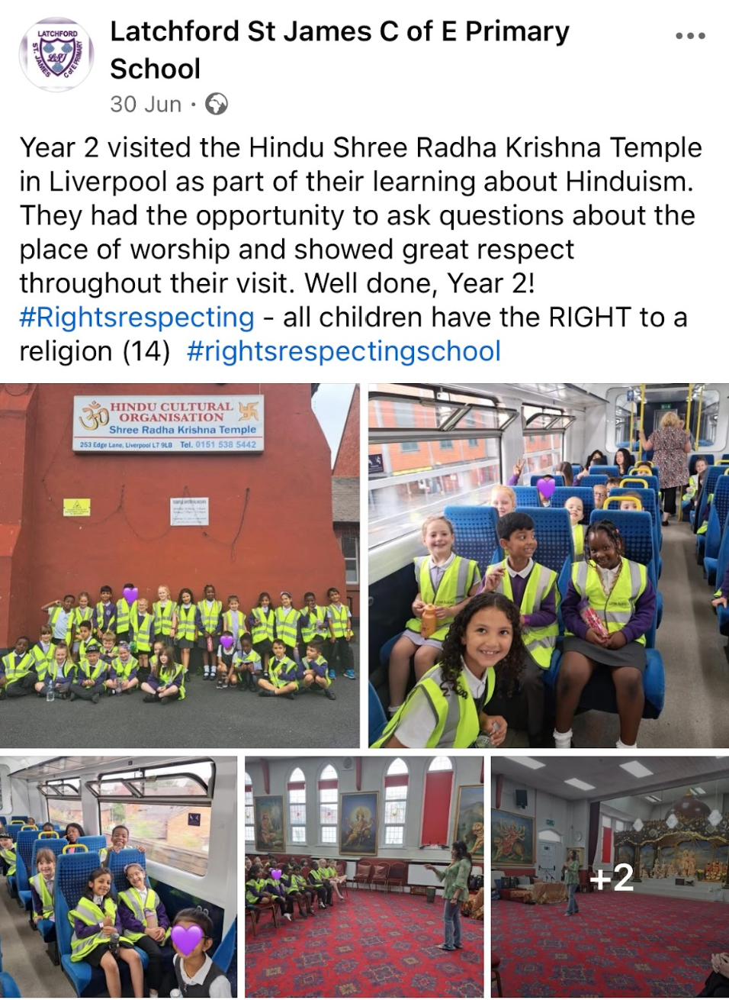 LATCHFORD
ST. JAMES
C of E PRIMARY
LSJ
Latchford St James C of E Primary
School
30 Jun ·
Year 2 visited the Hindu Shree Radha Krishna Temple
in Liverpool as part of their learning about Hinduism.
They had the opportunity to ask questions about the
place of worship and showed great respect
throughout their visit. Well done, Year 2!
#Rightsrespecting - all children have the RIGHT to a
religion (14) #rightsrespectingschool
ॐ HINDU CULTURAL
ORGANISATION
Shree Radha Krishna Temple
253 Edge Lane, Liverpool L7 9LB Tel. 0151 538 5442
+2